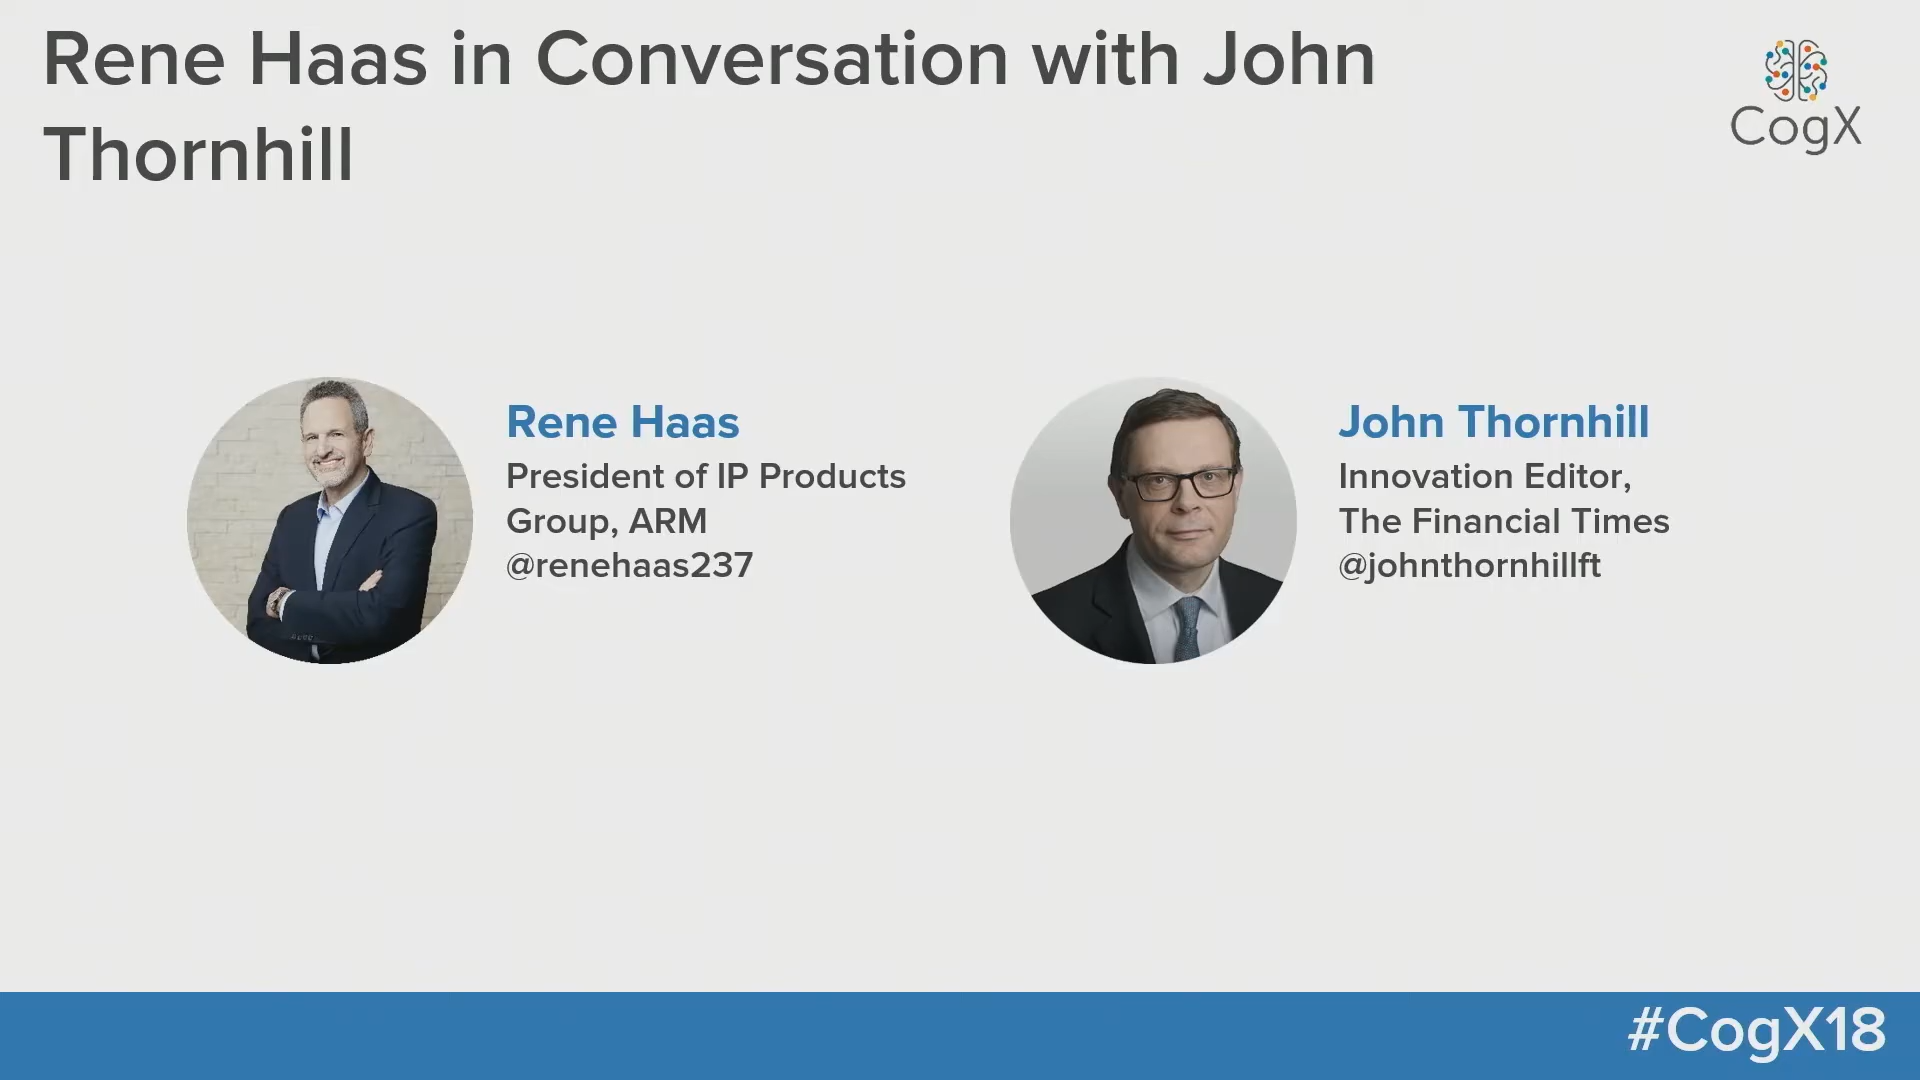 Rene Haas in Conversation with John
Thornhill
CogX
Rene Haas
President of IP Products
Group, ARM
@renehaas237
John Thornhill
Innovation Editor,
The Financial Times
@johnthornhillft
#CogX18